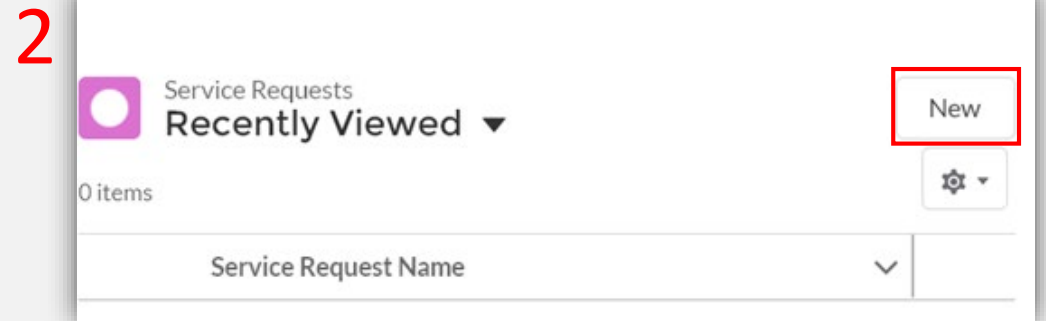 2
Service Requests
Recently Viewed
New
0 items
Service Request Name